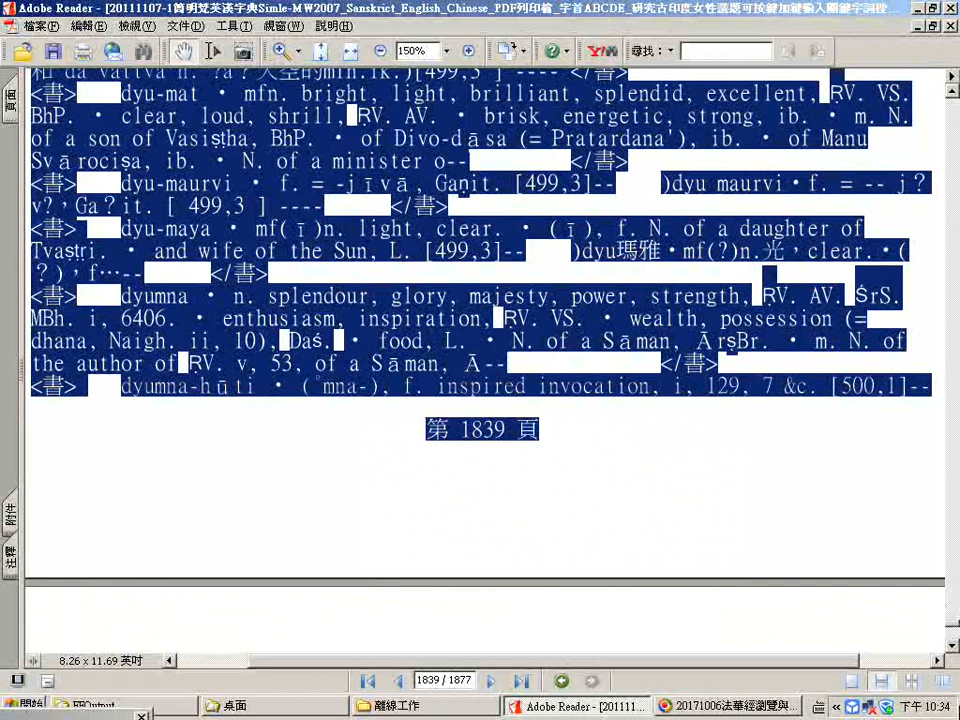 Adobe Reader - [20111107-1簡明梵英漢字典Simle-MW2007_Sanskrict_English_Chinese_PDF列印檔_字首ABCDE_研究古印度女性議題可按加鍵輸入關鍵字詞搜
檔案(F) 編輯(E) 檢視(V) 文件(D) 工具(T) 視窗(W) 說明(H)
150% Y! 尋找:
頁面
<書> dyu-mat • mfn. bright, light, brilliant, splendid, excellent, ṚV. VS.
BhP. • clear, loud, shrill, ṚV. AV. • brisk, energetic, strong, ib. • m. N.
of a son of Vasiṣṭha, BhP. • of Divo-dāsa (= Pratardana'), ib. • of Manu
Svārociṣa, ib. • N. of a minister o-- </書>
<書> dyu-maurvi • f. = -jīvā, Gaṇit. [499,3]-- )dyu maurvi•f. = -- j?
v?，Ga?it. [ 499,3 ] ---- </書>
<書> dyu-maya • mf(ī)n. light, clear. • (ī), f. N. of a daughter of
Tvaṣṭṛi. • and wife of the Sun, L. [499,3]-- )dyu瑪雅•mf(?)n.光，clear.•(
?)，f…-- </書>
<書> dyumna • n. splendour, glory, majesty, power, strength, ṚV. AV. ŚrS.
MBh. i, 6406. • enthusiasm, inspiration, ṚV. VS. • wealth, possession (=
dhana, Naigh. ii, 10), Daś. • food, L. • N. of a Sāman, ĀrṣBr. • m. N. of
the author of ṚV. v, 53, of a Sāman, Ā-- </書>
<書> dyumna-hūti • (°mna-), f. inspired invocation, i, 129, 7 &c. [500,1]--
第 1839 頁
附件
注釋
8.26 x 11.69 英吋
1839 / 1877
開始 桌面 離線工作 Adobe Reader - [201111... 20171006法華經瀏覽與... 下午 10:34